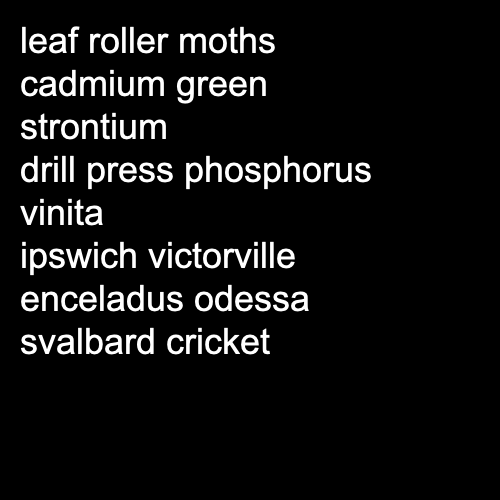 leaf roller moths
cadmium green
strontium
drill press phosphorus
vinita
ipswich victorville
enceladus odessa
svalbard cricket